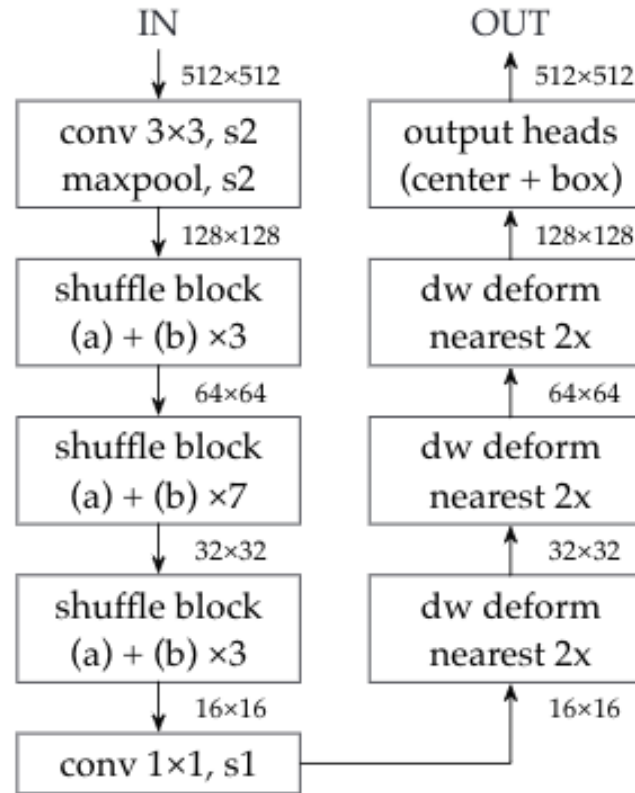 IN
512×512
conv 3×3, s2
maxpool, s2
128×128
shuffle block
(a) + (b) ×3
64×64
shuffle block
(a) + (b) ×7
32×32
shuffle block
(a) + (b) ×3
16×16
conv 1×1, s1
OUT
512×512
output heads
(center + box)
128×128
dw deform
nearest 2x
64×64
dw deform
nearest 2x
32×32
dw deform
nearest 2x
16×16